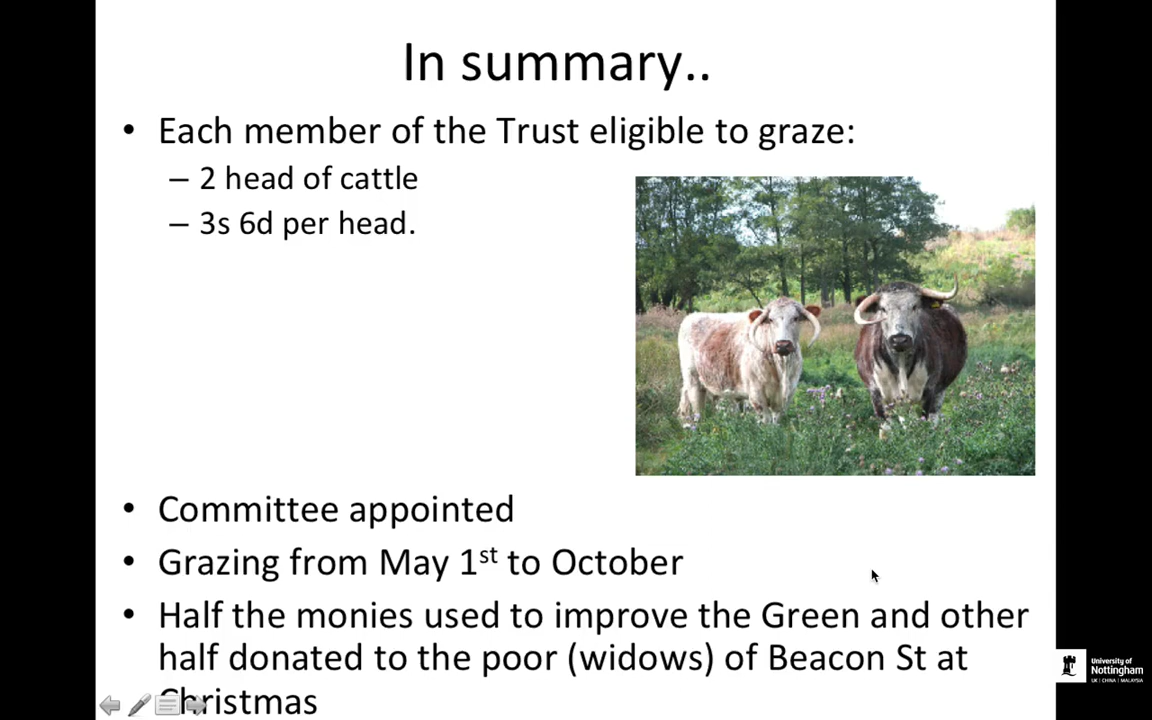 In summary..
• Each member of the Trust eligible to graze:
– 2 head of cattle
– 3s 6d per head.
• Committee appointed
• Grazing from May 1st to October
• Half the monies used to improve the Green and other
half donated to the poor (widows) of Beacon St at
Christmas
University of
Nottingham
UK | CHINA | MALAYSIA